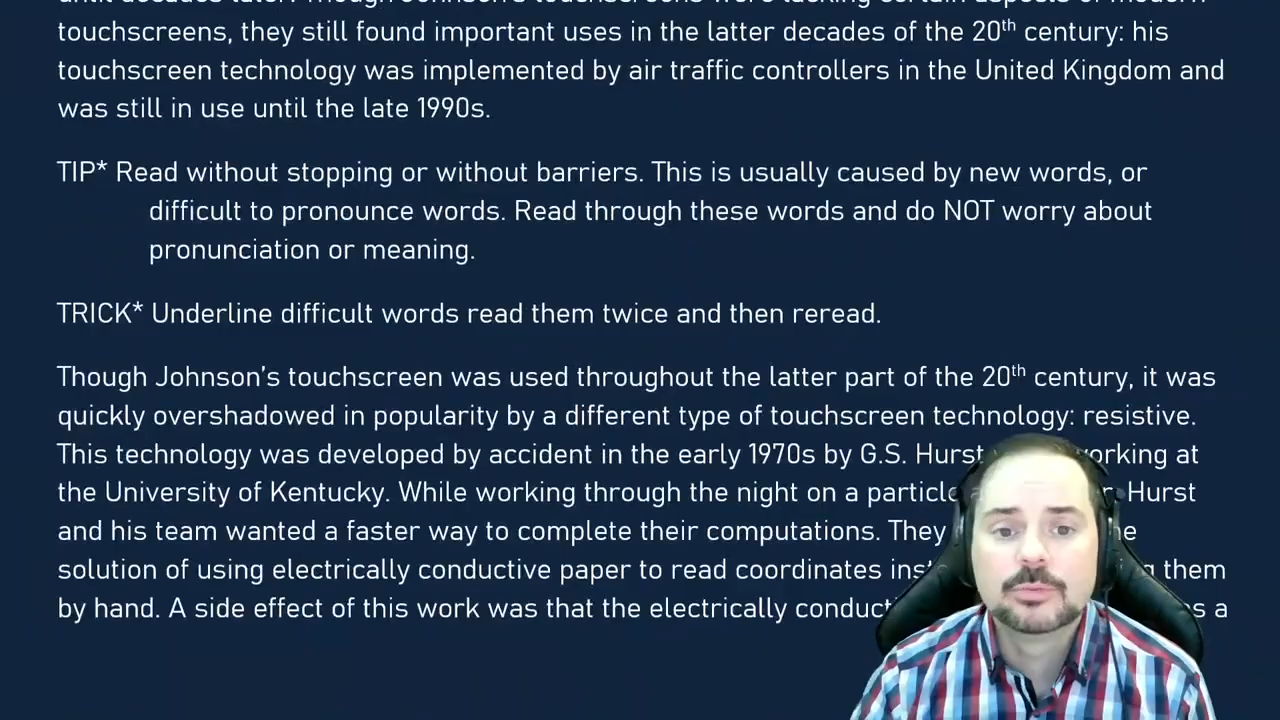 touchscreens, they still found important uses in the latter decades of the 20th century: his
touchscreen technology was implemented by air traffic controllers in the United Kingdom and
was still in use until the late 1990s.
TIP* Read without stopping or without barriers. This is usually caused by new words, or
difficult to pronounce words. Read through these words and do NOT worry about
pronunciation or meaning.
TRICK* Underline difficult words read them twice and then reread.
Though Johnson's touchscreen was used throughout the latter part of the 20th century, it was
quickly overshadowed in popularity by a different type of touchscreen technology: resistive.
This technology was developed by accident in the early 1970s by G.S. Hurst working at
the University of Kentucky. While working through the night on a particle Hurst
and his team wanted a faster way to complete their computations. They
solution of using electrically conductive paper to read coordinates them
by hand. A side effect of this work was that the electrically a